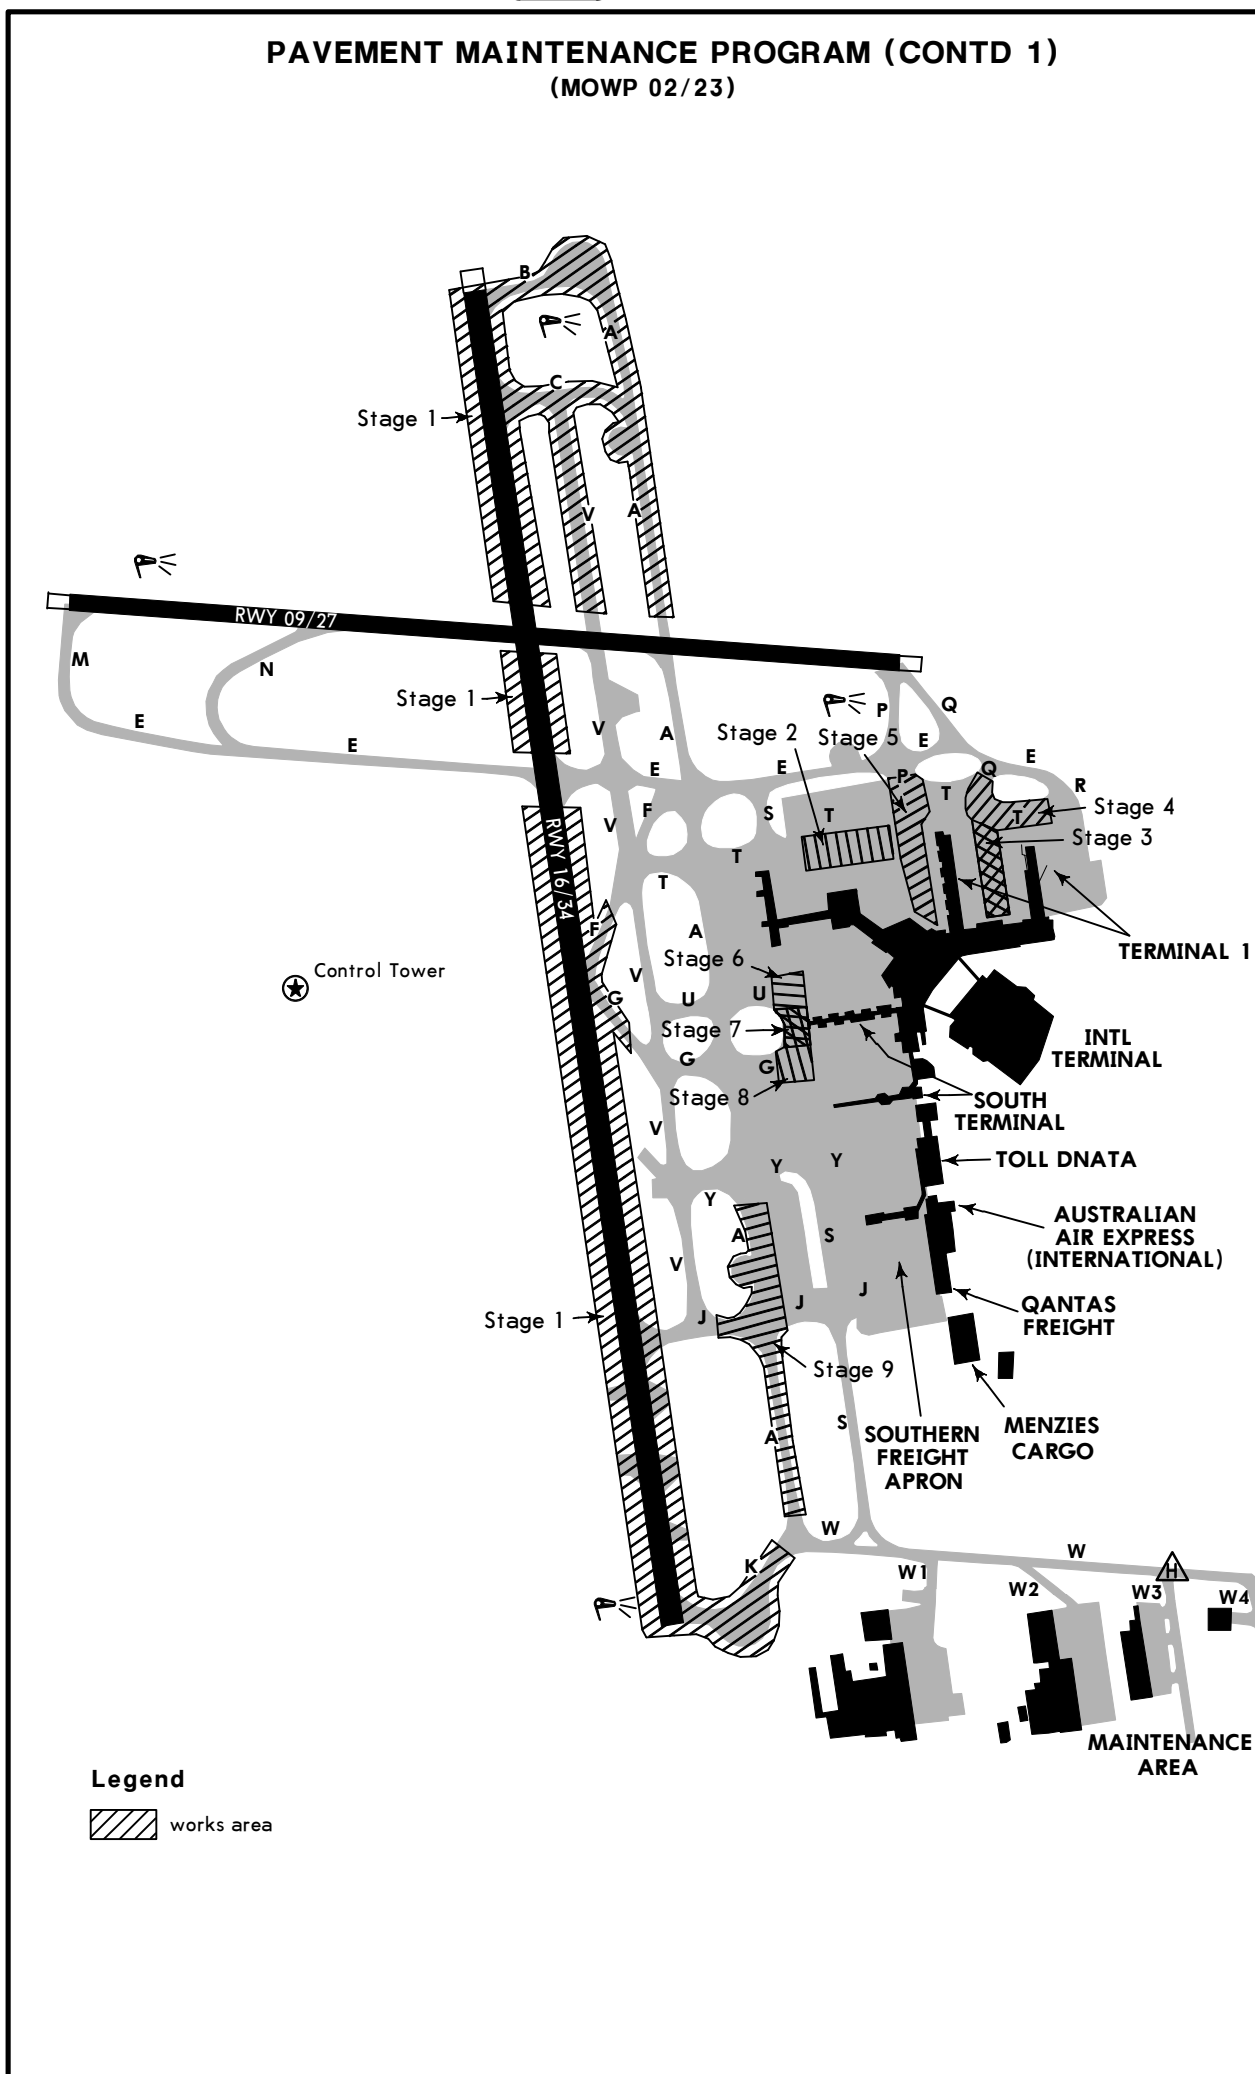 PAVEMENT MAINTENANCE PROGRAM (CONTD 1)
(MOWP 02/23)
B
A
C
Stage 1
V
A
RWY 09/27
M
N
E
E
Stage 1
P
Q
V
A
Stage 2
Stage 5
E
E
E
E
P
Q
R
T
F
S
T
T
Stage 4
V
RWY 16/34
Stage 3
T
T
F
A
TERMINAL 1
Stage 6
Control Tower
V
G
U
U
Stage 7
INTL
TERMINAL
G
G
Stage 8
SOUTH
TERMINAL
V
Y
Y
TOLL DNATA
Y
A
S
AUSTRALIAN
AIR EXPRESS
(INTERNATIONAL)
V
J
J
J
QANTAS
FREIGHT
Stage 1
Stage 9
A
S
SOUTHERN
FREIGHT
APRON
MENZIES
CARGO
W
W
K
W1
H
W2
W3
W4
MAINTENANCE
AREA
Legend
works area